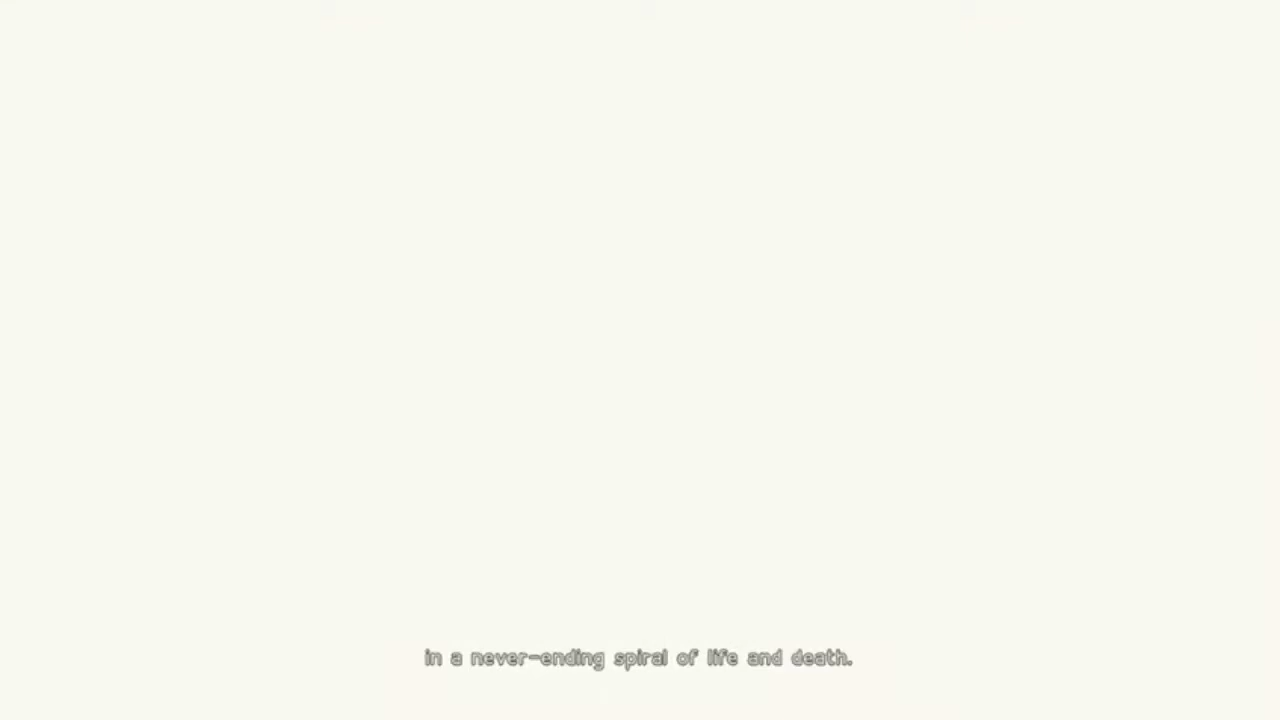 in a never-ending spiral of life and death.